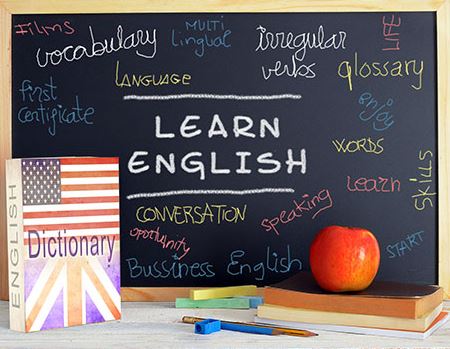 Films
vocabulary
MULTI
lingual
irregular
verbs
LIFE
LANGUAGE
glossary
first
certificate
enjoy
LEARN
ENGLISH
WORDS
learn
skills
CONVERSATION
speaking
oportunity
Bussiness English
START
ENGLISH
Dictionary